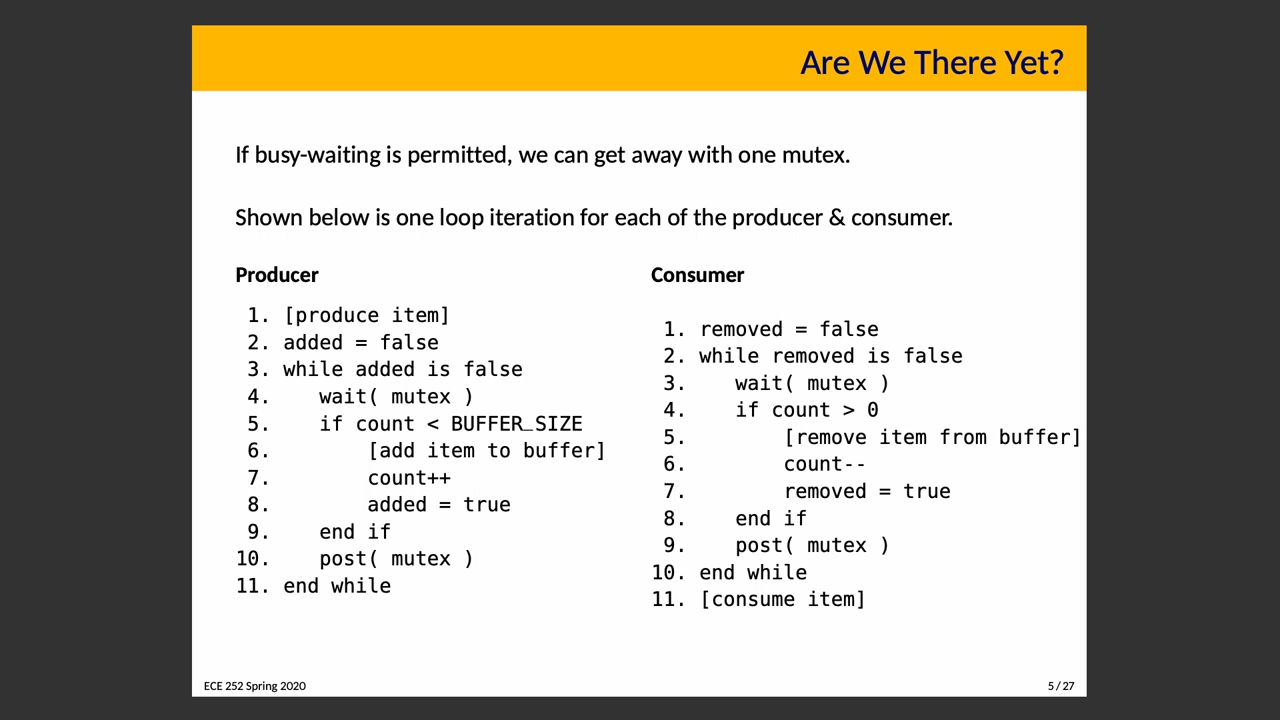 Are We There Yet?
If busy-waiting is permitted, we can get away with one mutex.
Shown below is one loop iteration for each of the producer & consumer.
Producer
1. [produce item]
2. added = false
3. while added is false
4.    wait( mutex )
5.    if count < BUFFER_SIZE
6.        [add item to buffer]
7.        count++
8.        added = true
9.    end if
10.    post( mutex )
11. end while
Consumer
1. removed = false
2. while removed is false
3.    wait( mutex )
4.    if count > 0
5.        [remove item from buffer]
6.        count--
7.        removed = true
8.    end if
9.    post( mutex )
10. end while
11. [consume item]
ECE 252 Spring 2020
5 / 27